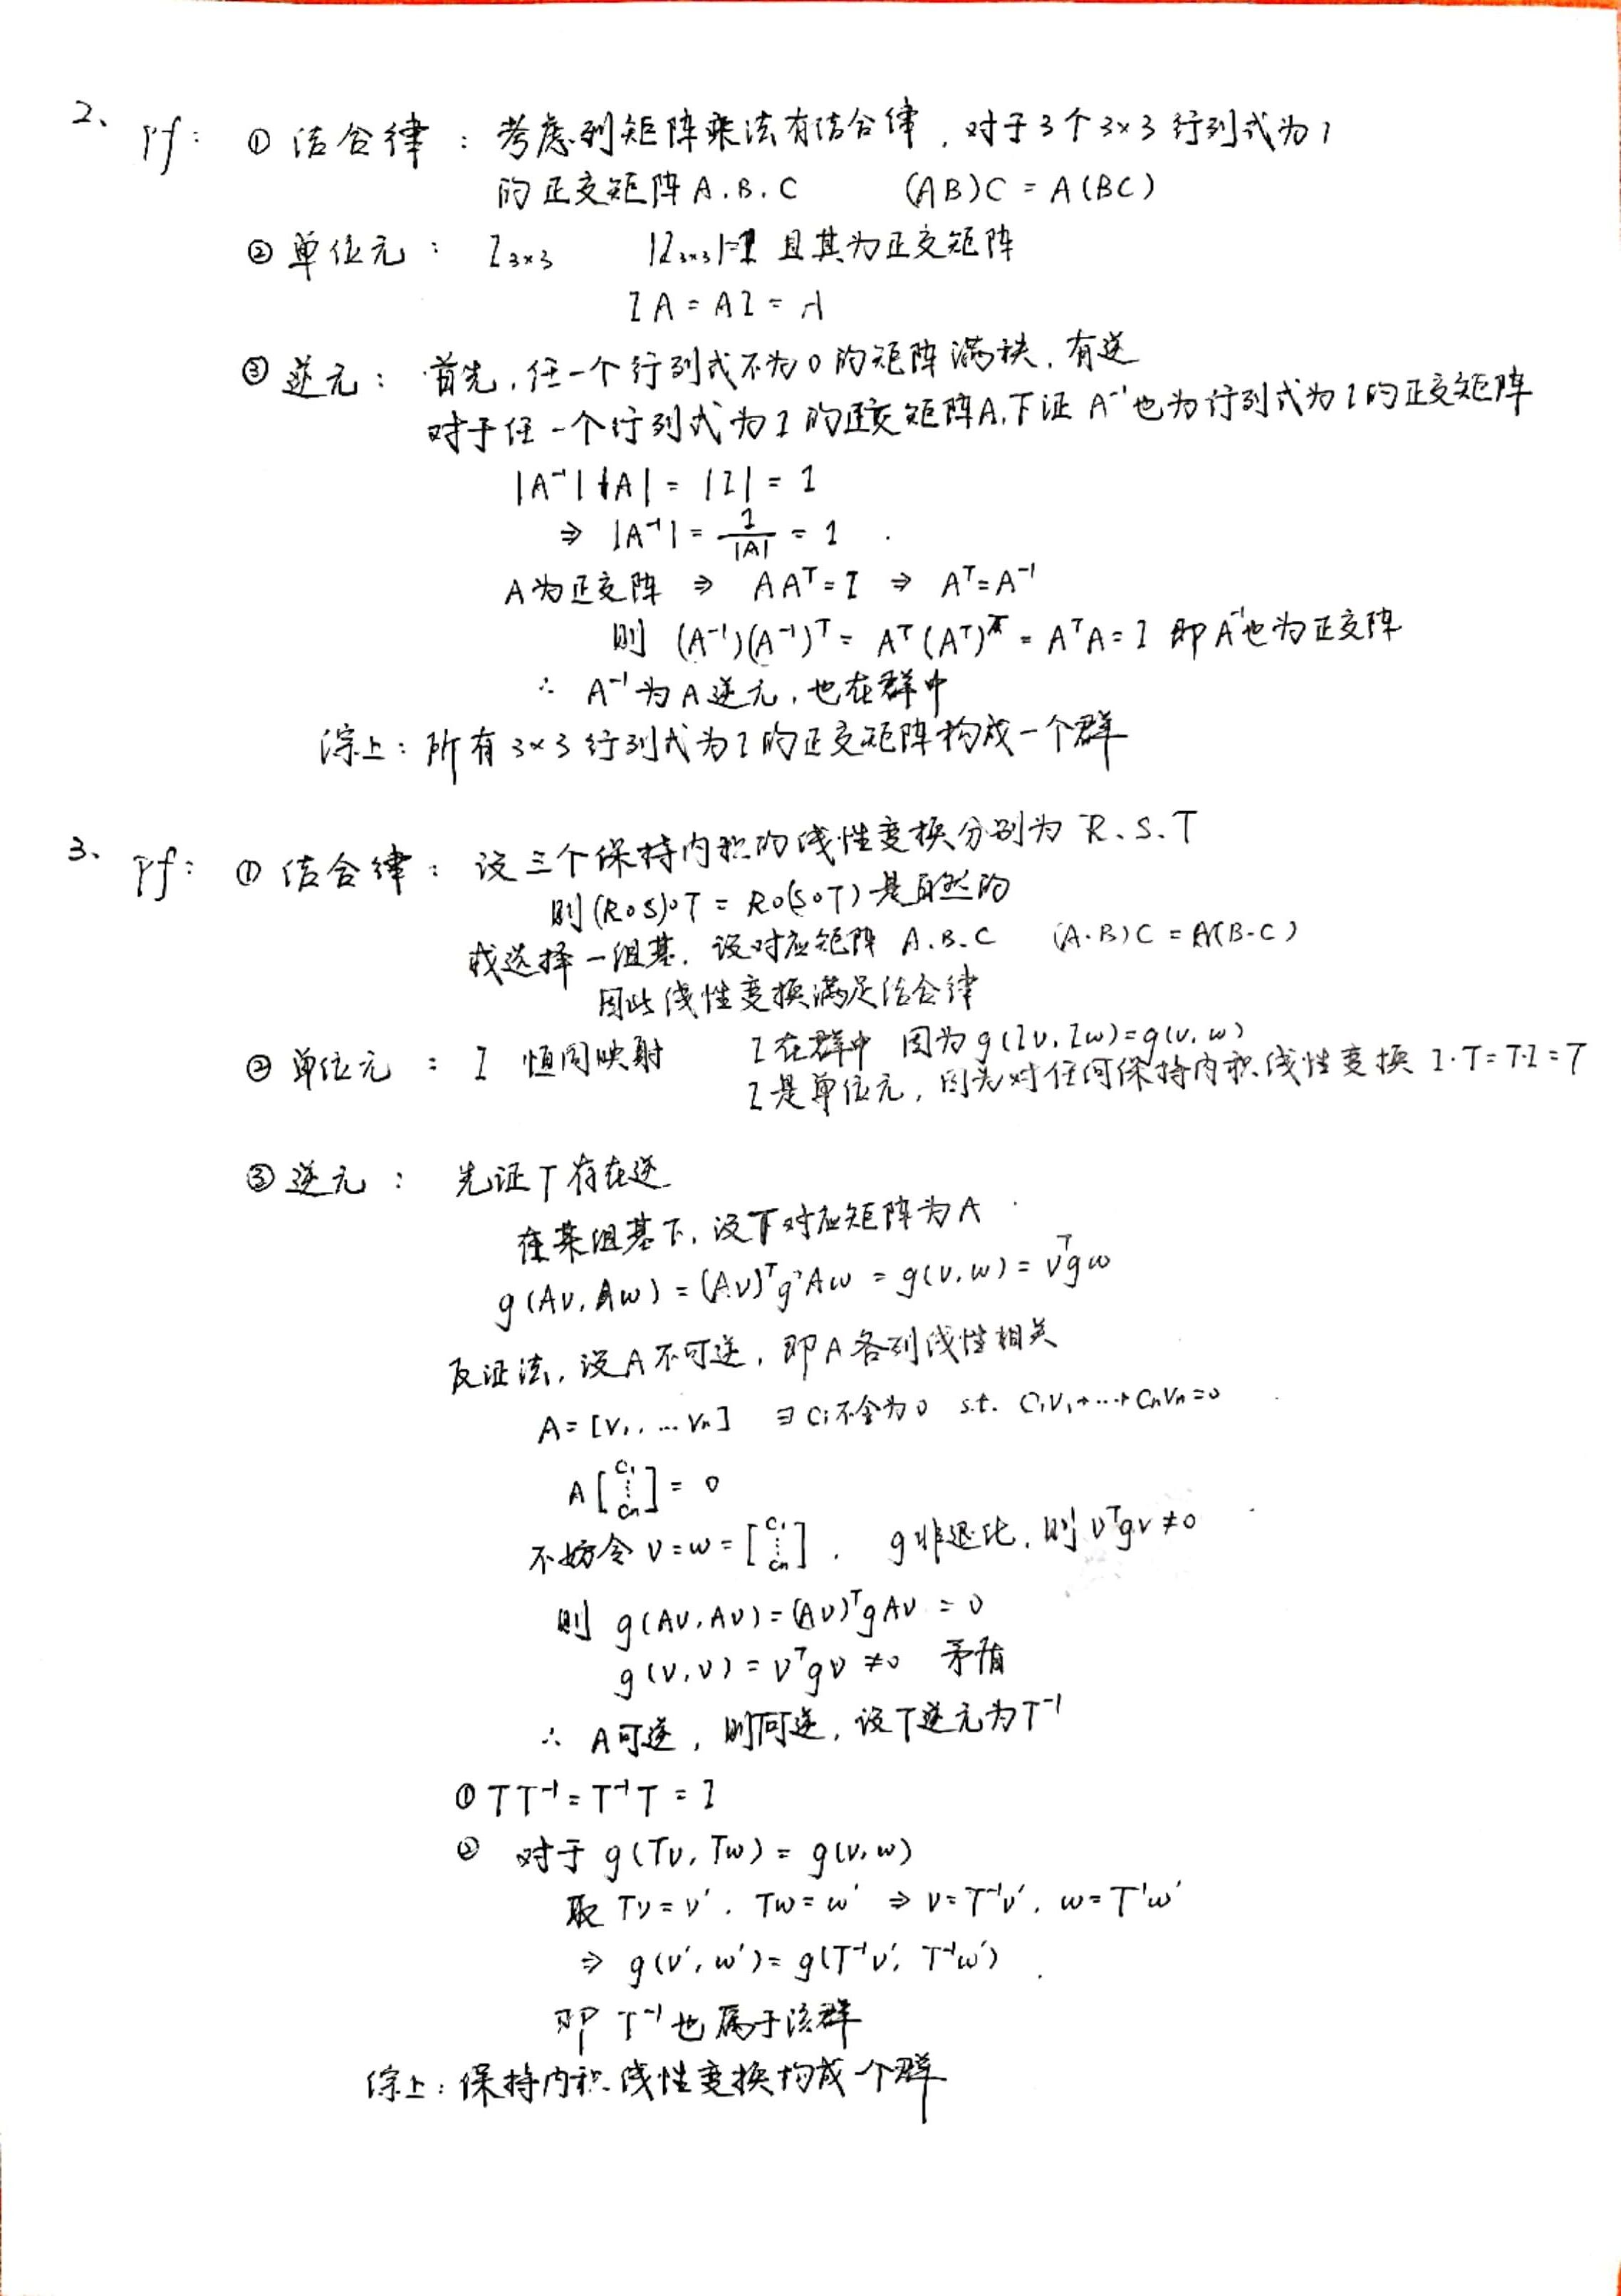 2、 pf: ① 结合律：考虑到矩阵乘法有结合律，对于3个3×3行列式为1
的正交矩阵A.B.C (AB)C = A(BC)
② 单位元： I₃ₓ₃ |I₃ₓ₃|=1 且其为正交矩阵
IA = AI = A
③ 逆元：首先，任一个行列式不为0的矩阵满秩，有逆
对于任一个行列式为1的正交矩阵A，下证 A⁻¹也为行列式为1的正交矩阵
|A⁻¹||A| = |I| = 1
⇒ |A⁻¹| = 1/|A| = 1
A为正交阵 ⇒ AAᵀ=I ⇒ Aᵀ=A⁻¹
则 (A⁻¹)(A⁻¹)ᵀ = Aᵀ(Aᵀ)ᵀ = AᵀA = I 即A⁻¹也为正交阵
∴ A⁻¹为A逆元，也在群中
综上：所有3×3行列式为1的正交矩阵构成一个群
3、 pf: ① 结合律：设三个保持内积的线性变换分别为 R、S、T
则(R∘S)∘T = R∘(S∘T)是自然的
或选择一组基，设对应矩阵 A.B.C (A·B)C = A(B·C)
因此线性变换满足结合律
② 单位元： I 恒同映射 I在群中 因为g(Iv, Iw)=g(v, w)
I是单位元，因为对任何保持内积线性变换 I·T=T·I=T
③ 逆元： 先证T存在逆
在某组基下，设T对应矩阵为A
g(Av, Aw) = (Av)ᵀgAw = g(v, w) = vᵀgw
反证法，设A不可逆，即A各列线性相关
A=[v₁, … vₙ] ∃ cᵢ不全为0 s.t. c₁v₁+…+cₙvₙ=0
A[c₁ ⋮ cₙ] = 0
不妨令 v=w=[c₁ ⋮ cₙ]， g非退化，则 vᵀgv≠0
则 g(Av, Av)=(Av)ᵀgAv = 0
g(v, v) = vᵀgv ≠0 矛盾
∴ A可逆，则T可逆，设T逆元为T⁻¹
① TT⁻¹ = T⁻¹T = I
② 对于 g(Tv, Tw) = g(v, w)
取 Tv=v′, Tw=w′ ⇒ v=T⁻¹v′, w=T⁻¹w′
⇒ g(v′, w′)= g(T⁻¹v′, T⁻¹w′)
即 T⁻¹也属于该群
综上：保持内积线性变换构成一个群